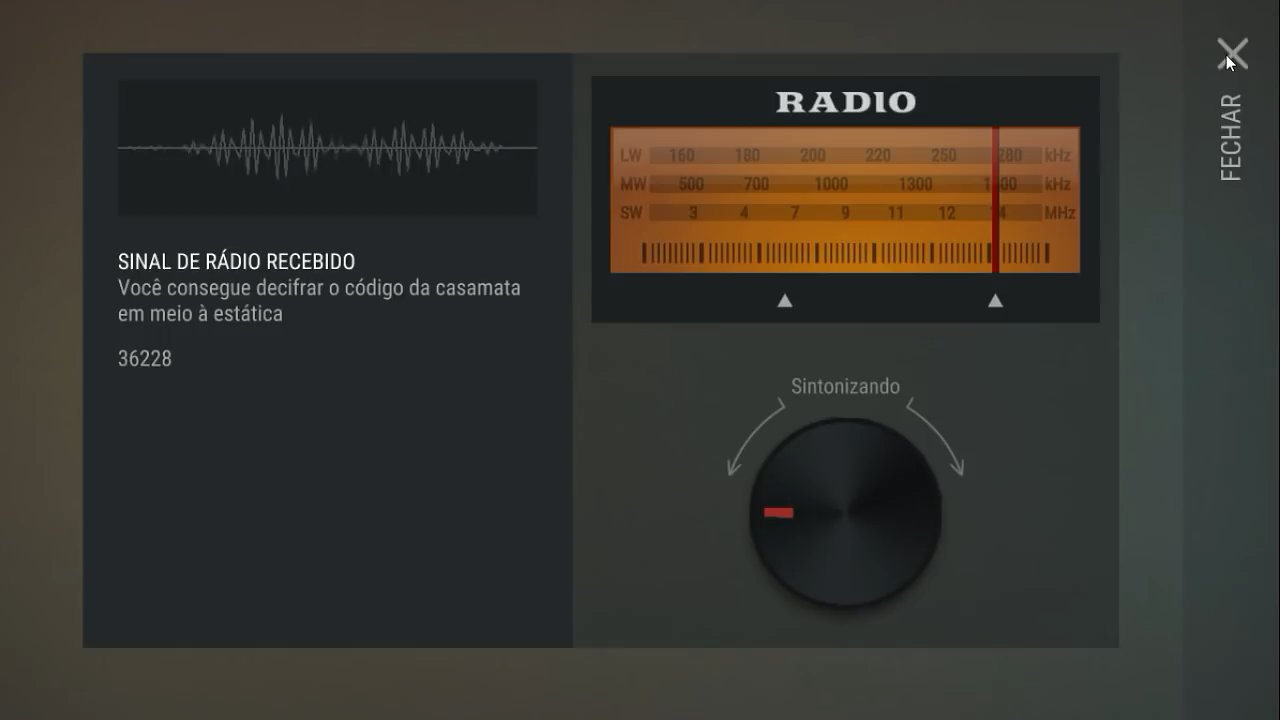 RADIO
LW 160 180 200 220 250 280 kHz
MW 500 700 1000 1300 kHz
SW 3 4 7 9 11 12 MHz
SINAL DE RÁDIO RECEBIDO
Você consegue decifrar o código da casamata
em meio à estática
36228
Sintonizando
FECHAR